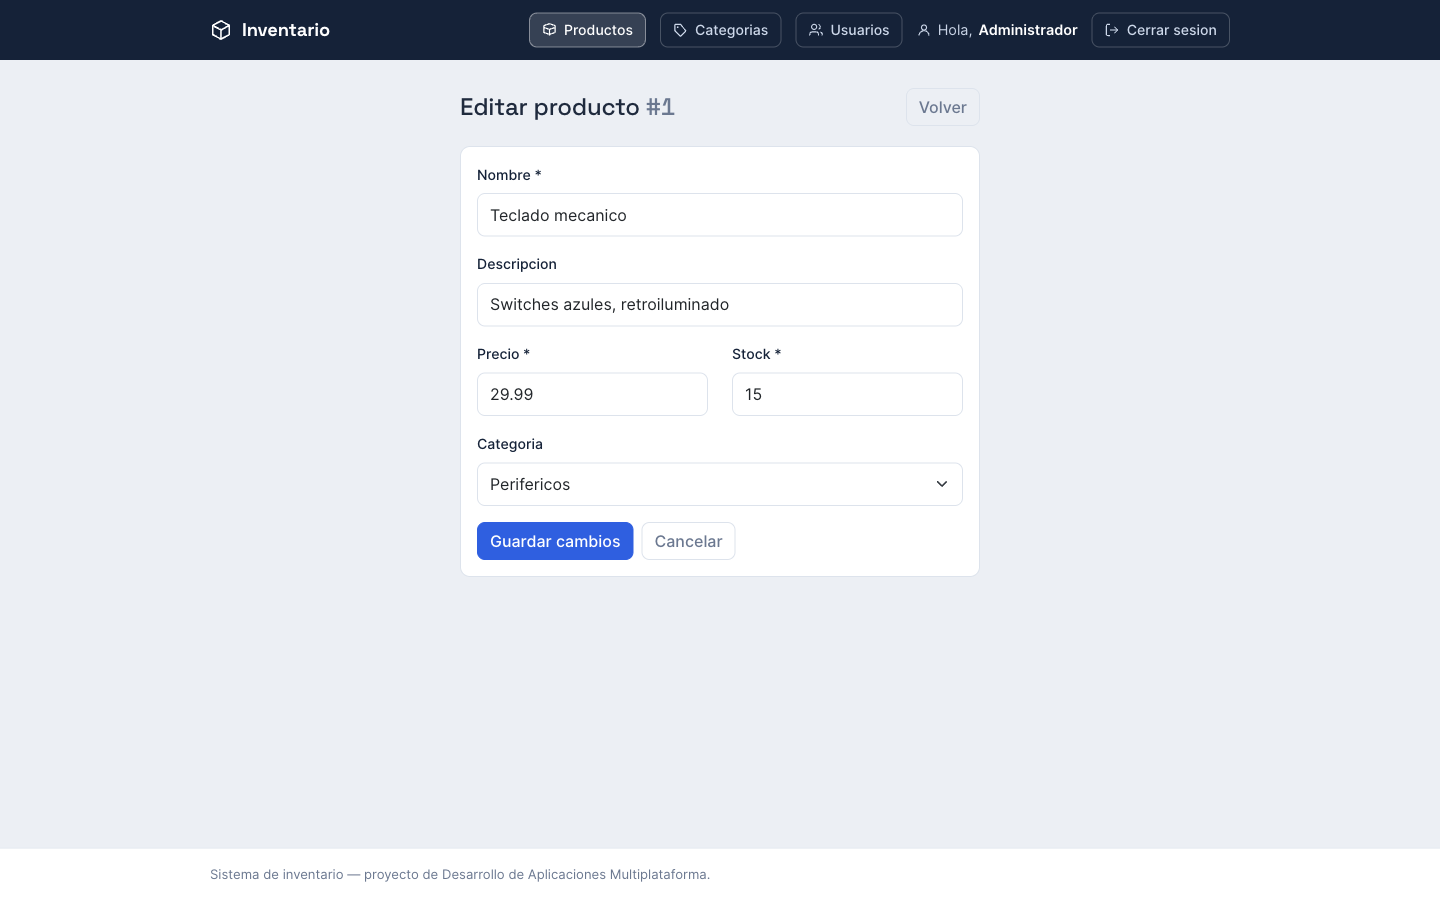 Inventario
Productos
Categorias
Usuarios
Hola, Administrador
Cerrar sesion
Editar producto #1
Volver
Nombre *
Teclado mecanico
Descripcion
Switches azules, retroiluminado
Precio *
Stock *
29.99
15
Categoria
Perifericos
Guardar cambios
Cancelar
Sistema de inventario — proyecto de Desarrollo de Aplicaciones Multiplataforma.